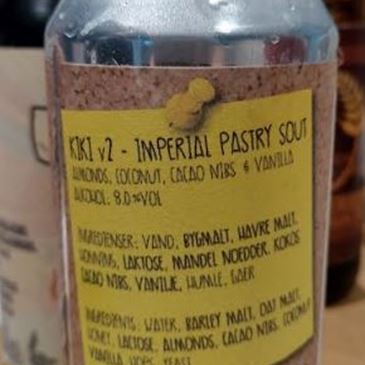 KIKI v2 - IMPERIAL PASTRY SOUT
ALMONDS, COCONUT, CACAO NIBS & VANILLA
ALCOHOL: 8.0 %VOL
INGREDIENSER: VAND, BYGMALT, HAVRE MALT,
HONNING, LAKTOSE, MANDEL NOEDDER, KOKOS
CACAO NIBS, VANILJE, HUMLE, GAER
INGREDIENTS: WATER, BARLEY MALT, OAT MALT,
HONEY, LACTOSE, ALMONDS, CACAO NIBS, COCONUT
VANILLA, HOPS, YEAST